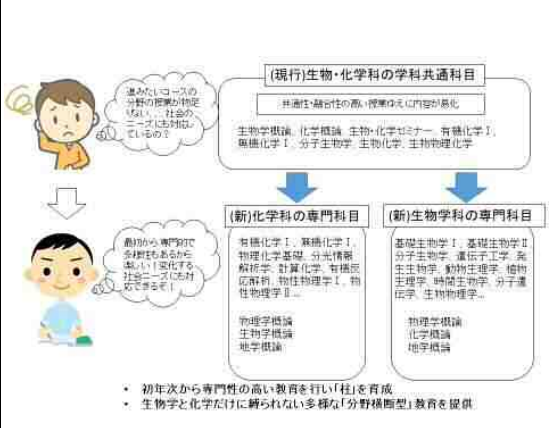 (現行)生物・化学科の学科共通科目
共通性・融合性の高い授業ゆえに内容が易化
生物学概論、化学概論、生物・化学セミナー、有機化学Ⅰ、
無機化学Ⅰ、分子生物学、生物化学、生物物理化学
進みたいコースの
分野の授業が物足
りない... 社会の
ニーズにも対応し
ているの?
(新)化学科の専門科目
有機化学Ⅰ、無機化学Ⅰ、
物理化学基礎、分光情報
解析学、計算化学、有機反
応解析、物性物理学Ⅰ、物
性物理学Ⅱ...
物理学概論
生物学概論
地学概論
(新)生物学科の専門科目
基礎生物学Ⅰ、基礎生物学Ⅱ、
分子生物学、遺伝子工学、発
生生物学、動物生理学、植物
生理学、時間生物学、分子遺
伝学、生物物理学...
物理学概論
化学概論
地学概論
最初から専門的で
多様性もあるから
楽しい!変化する
社会ニーズにも対
応できるぞ!
・ 初年次から専門性の高い教育を行い「柱」を育成
・ 生物学と化学だけに縛られない多様な「分野横断型」教育を提供